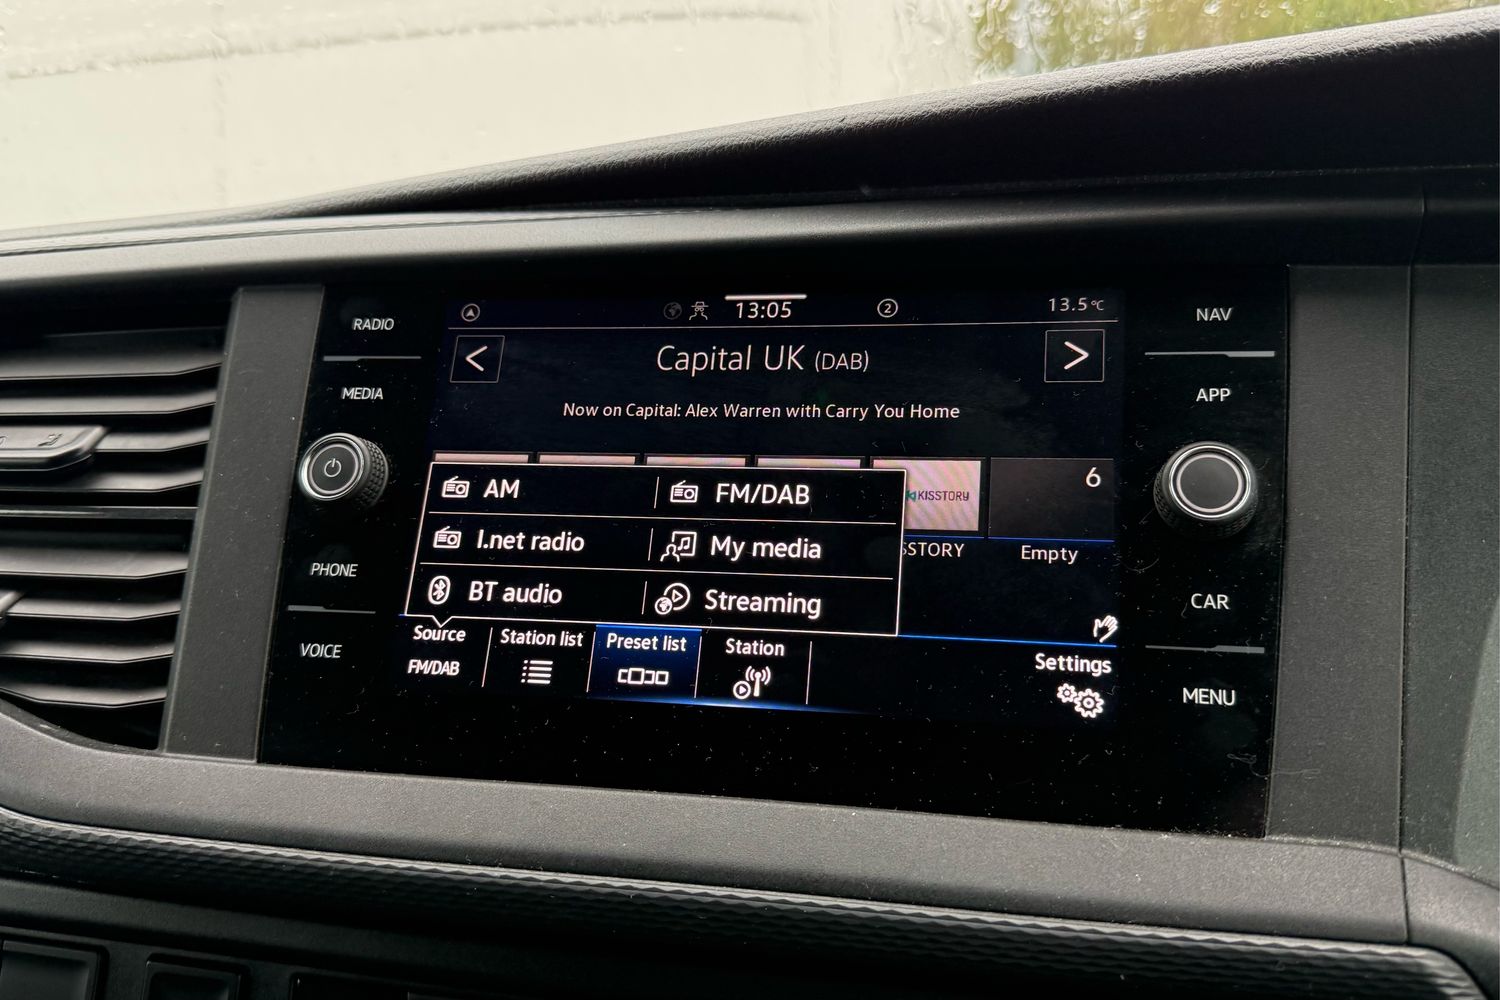 RADIO
MEDIA
PHONE
VOICE
13:05
2
13.5°C
<
Capital UK (DAB)
>
Now on Capital: Alex Warren with Carry You Home
AM
FM/DAB
I.net radio
My media
BT audio
Streaming
KISSTORY
6
SSTORY
Empty
Source
FM/DAB
Station list
Preset list
Station
Settings
NAV
APP
CAR
MENU